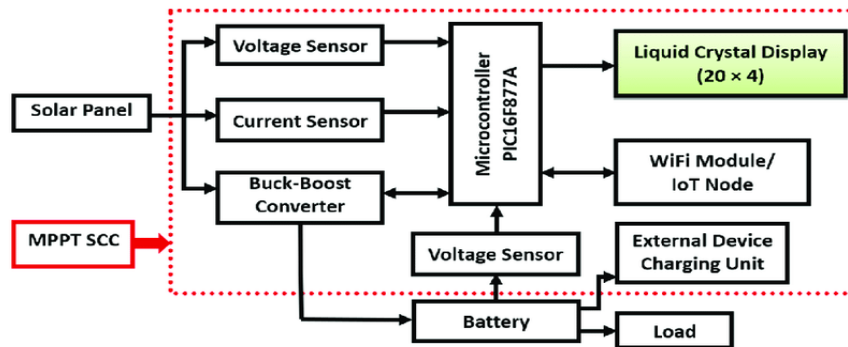 Voltage Sensor
Liquid Crystal Display
(20 × 4)
Solar Panel
Current Sensor
Microcontroller
PIC16F877A
Buck-Boost
Converter
WiFi Module/
IoT Node
MPPT SCC
Voltage Sensor
External Device
Charging Unit
Battery
Load